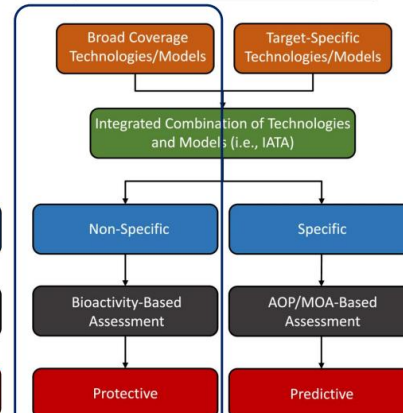 Broad Coverage
Technologies/Models
Target-Specific
Technologies/Models
Integrated Combination of Technologies
and Models (i.e., IATA)
Non-Specific
Specific
Bioactivity-Based
Assessment
AOP/MOA-Based
Assessment
Protective
Predictive